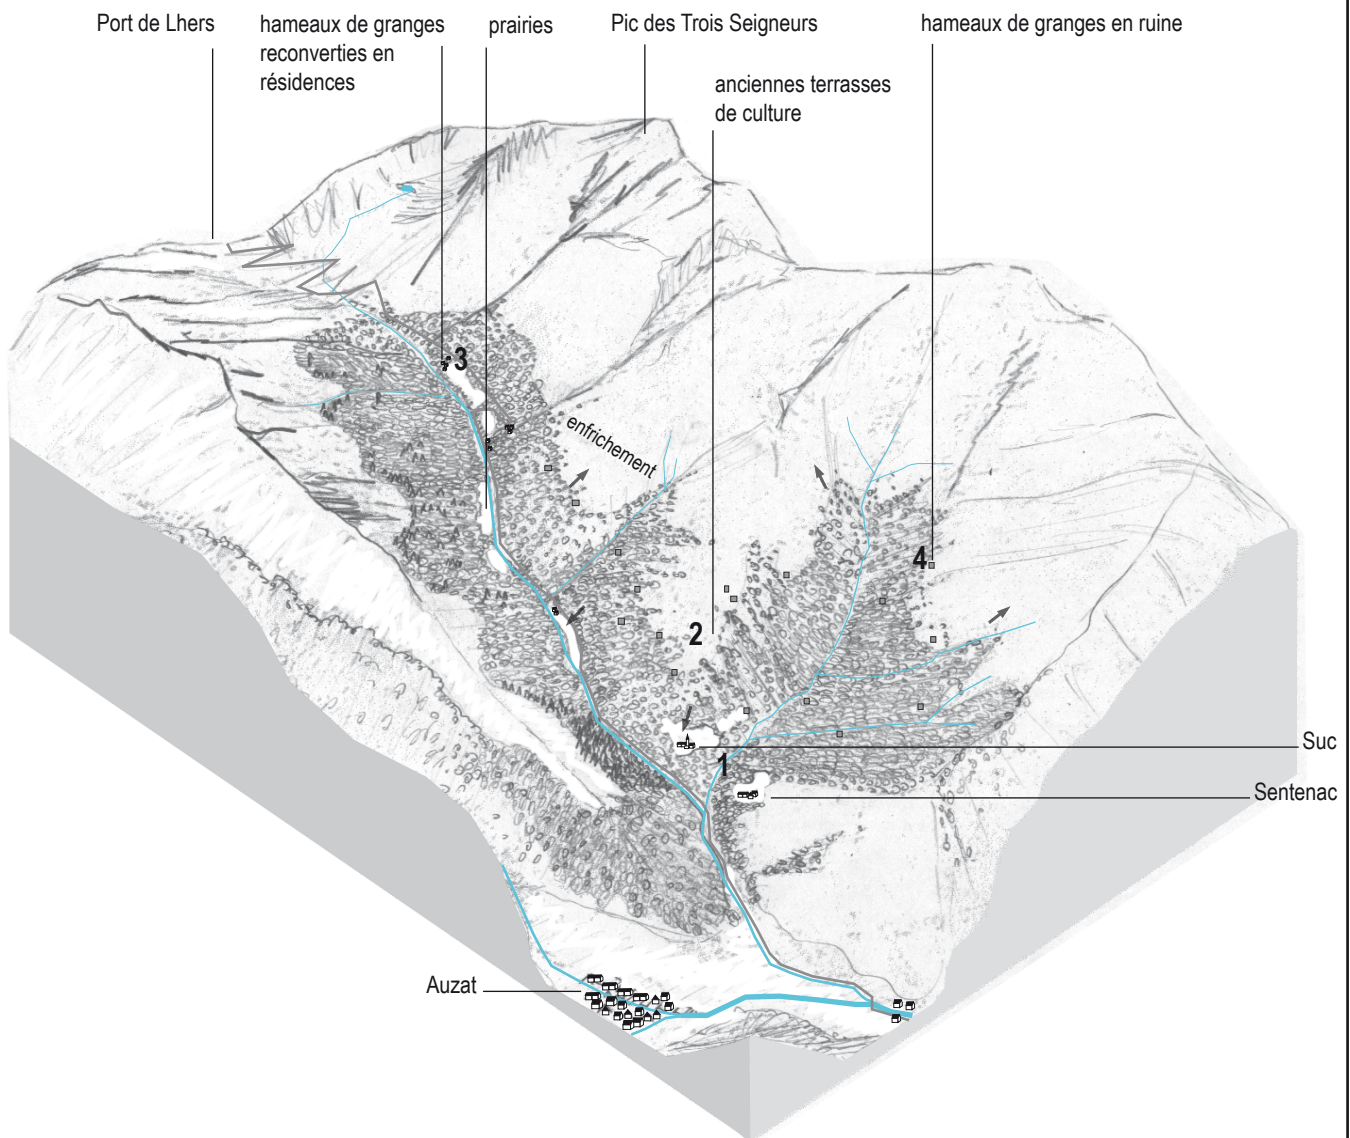 Port de Lhers
hameaux de granges
reconverties en
résidences
prairies
Pic des Trois Seigneurs
anciennes terrasses
de culture
hameaux de granges en ruine
3
enfrichement
4
2
1
Suc
Sentenac
Auzat